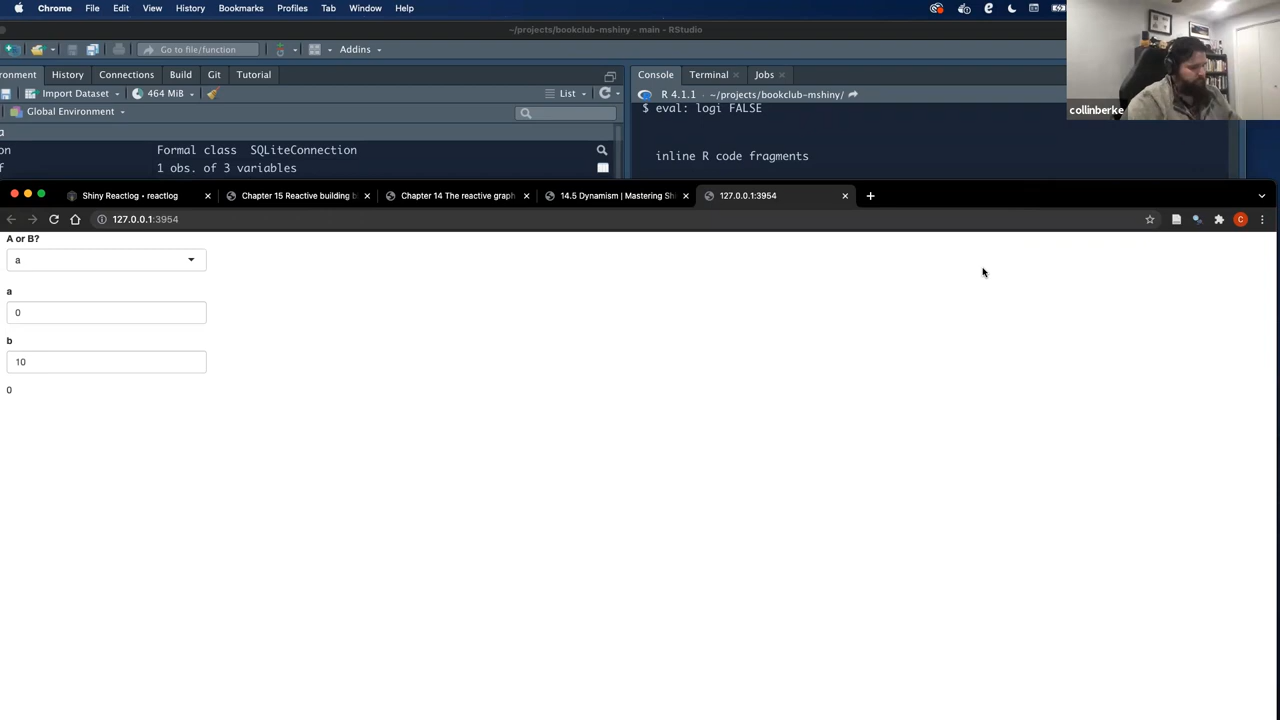 Chrome File Edit View History Bookmarks Profiles Tab Window Help
~/projects/bookclub-mshiny - main - RStudio
Go to file/function Addins
ronment History Connections Build Git Tutorial
Import Dataset 464 MiB List
Global Environment
a
on Formal class SQLiteConnection
f 1 obs. of 3 variables
Console Terminal Jobs
R 4.1.1 · ~/projects/bookclub-mshiny/
$ eval: logi FALSE
inline R code fragments
collinberke
Shiny Reactlog • reactlog Chapter 15 Reactive building b Chapter 14 The reactive graph 14.5 Dynamism | Mastering Shi 127.0.0.1:3954
127.0.0.1:3954 C
A or B?
a
a
0
b
10
0